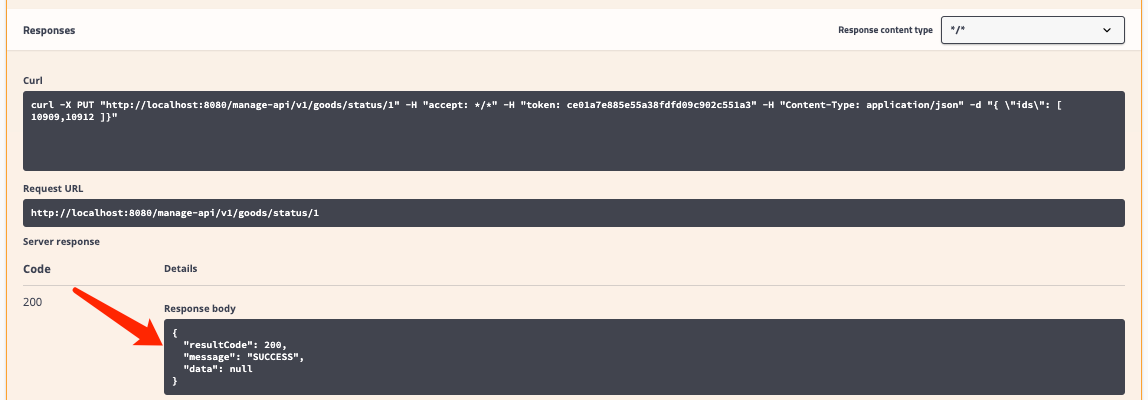 Responses
Response content type
*/*
Curl
curl -X PUT "http://localhost:8080/manage-api/v1/goods/status/1" -H "accept: */*" -H "token: ce01a7e885e55a38fdfd09c902c551a3" -H "Content-Type: application/json" -d "{ \"ids\": [
10909,10912 ]}"
Request URL
http://localhost:8080/manage-api/v1/goods/status/1
Server response
Code
Details
200
Response body
{
"resultCode": 200,
"message": "SUCCESS",
"data": null
}